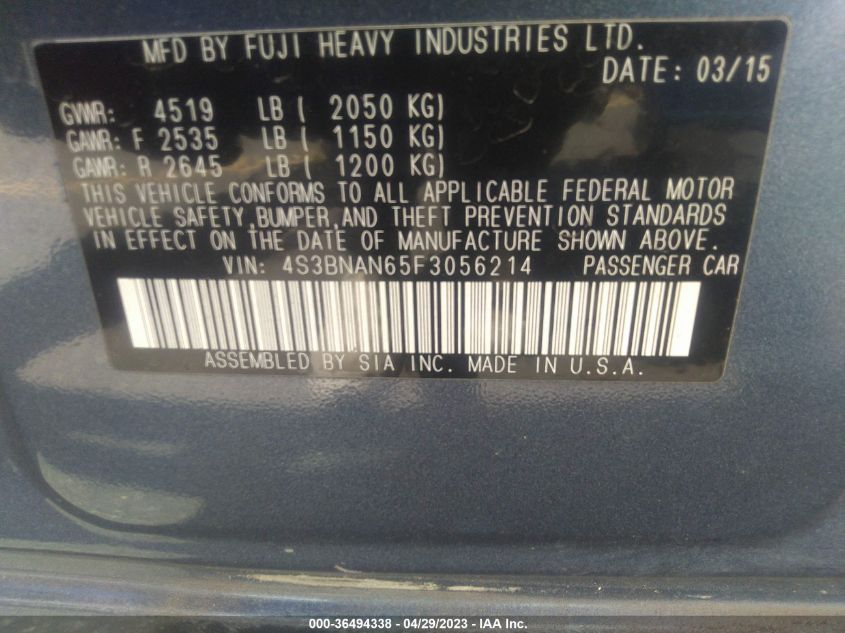 MFD BY FUJI HEAVY INDUSTRIES LTD.
DATE: 03/15
GVWR: 4519 LB ( 2050 KG)
GAWR: F 2535 LB ( 1150 KG)
GAWR: R 2645 LB ( 1200 KG)
THIS VEHICLE CONFORMS TO ALL APPLICABLE FEDERAL MOTOR
VEHICLE SAFETY,BUMPER,AND THEFT PREVENTION STANDARDS
IN EFFECT ON THE DATE OF MANUFACTURE SHOWN ABOVE.
VIN: 4S3BNAN65F3056214 PASSENGER CAR
ASSEMBLED BY SIA INC. MADE IN U.S.A.
000-36494338 - 04/29/2023 - © IAA Inc.